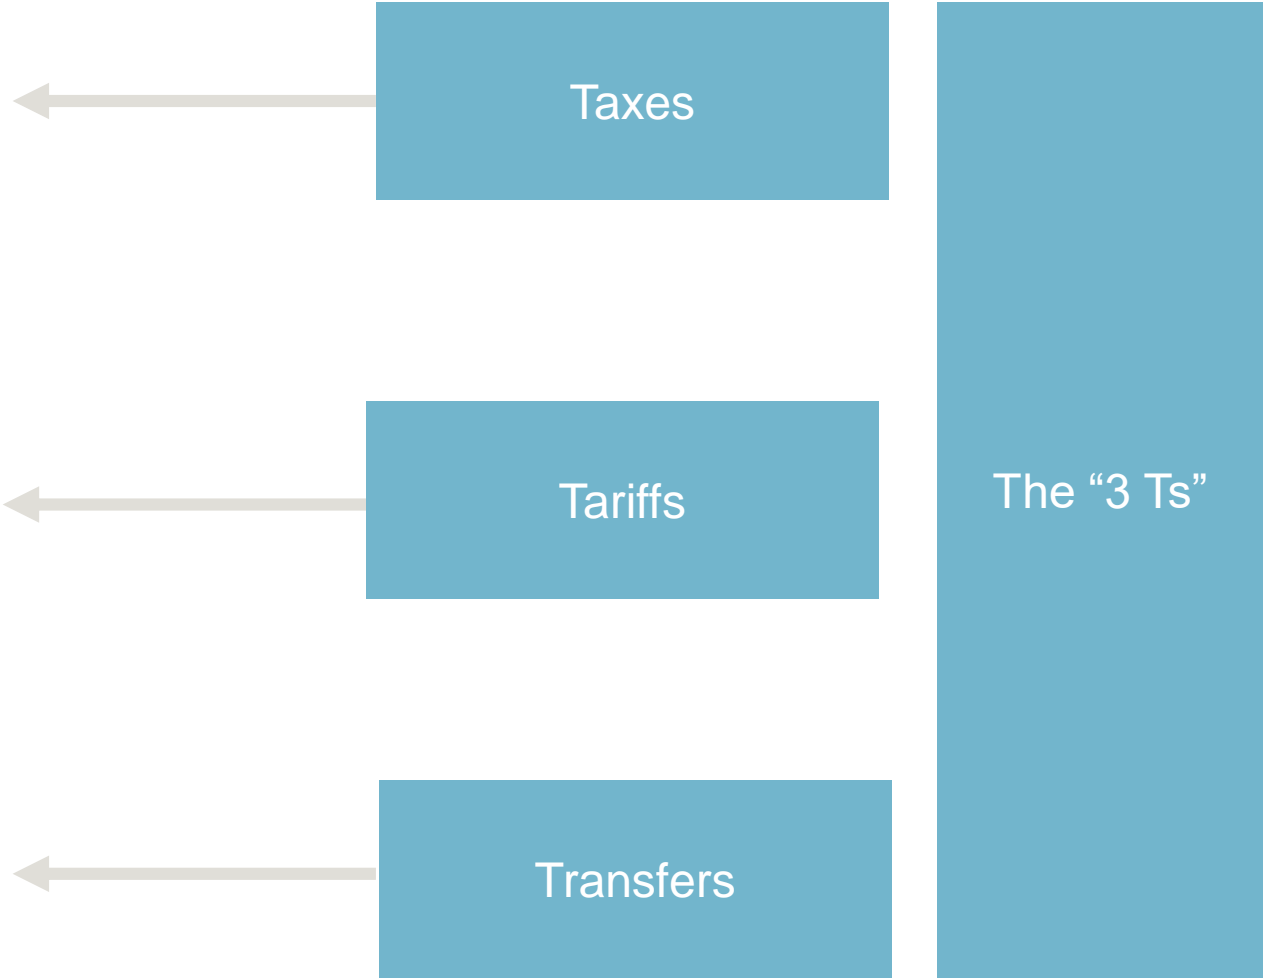 Taxes
Tariffs
Transfers
The “3 Ts”